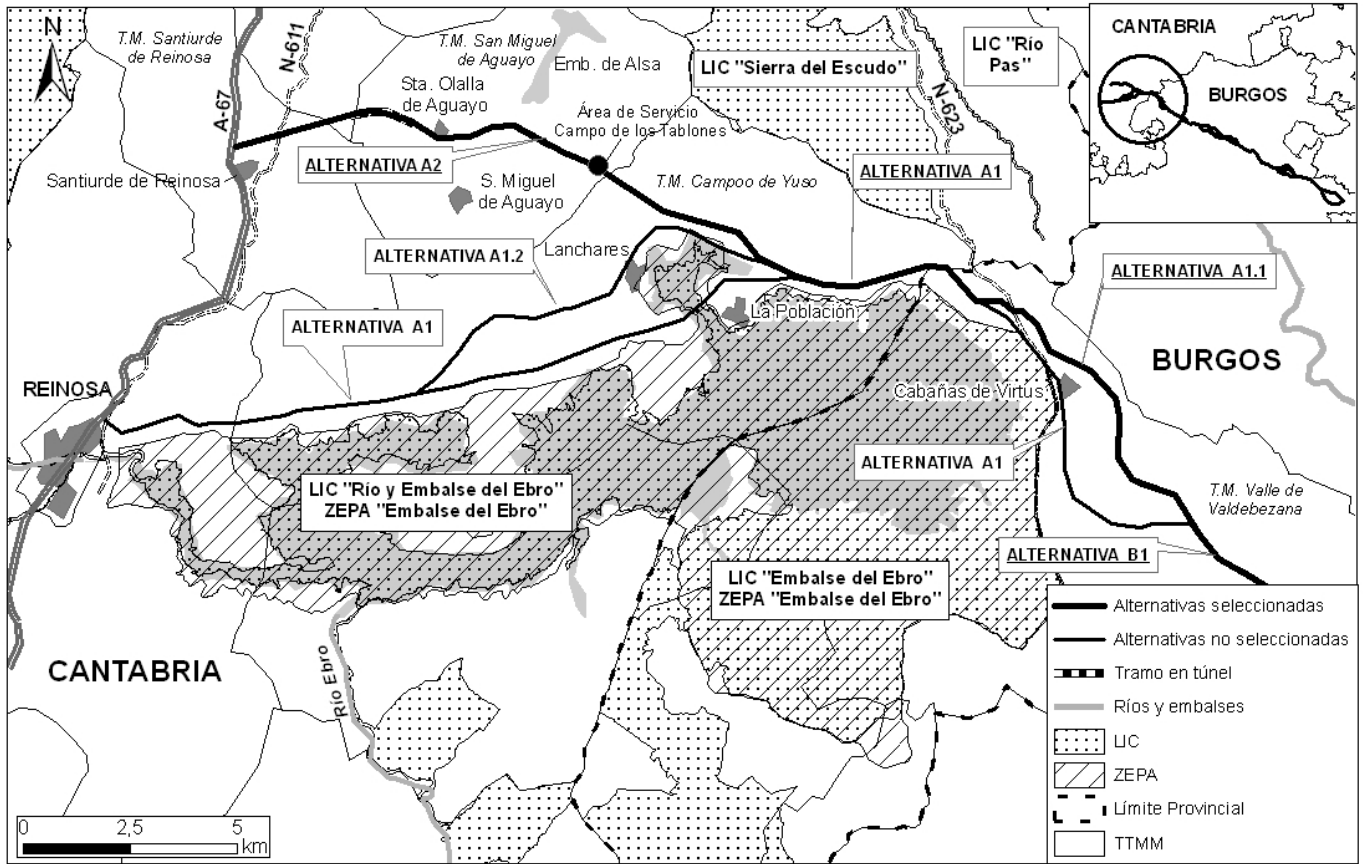 N
T.M. Santiurde
de Reinosa
N-611
A-67
T.M. San Miguel
de Aguayo
Emb. de Alsa
Sta. Olalla
de Aguayo
Área de Servicio
Campo de los Tablones
LIC "Sierra del Escudo"
LIC "Río
Pas"
N-623
CANTABRIA
BURGOS
ALTERNATIVA A2
Santiurde de Reinosa
S. Miguel
de Aguayo
T.M. Campoo de Yuso
ALTERNATIVA A1
ALTERNATIVA A1.2
Lanchares
ALTERNATIVA A1.1
ALTERNATIVA A1
La Población
BURGOS
REINOSA
Cabañas de Virtus
ALTERNATIVA A1
LIC "Río y Embalse del Ebro"
ZEPA "Embalse del Ebro"
T.M. Valle de
Valdebezana
ALTERNATIVA B1
LIC "Embalse del Ebro"
ZEPA "Embalse del Ebro"
CANTABRIA
Río Ebro
Alternativas seleccionadas
Alternativas no seleccionadas
Tramo en túnel
Ríos y embalses
LIC
ZEPA
Límite Provincial
TTMM
0 2,5 5
km